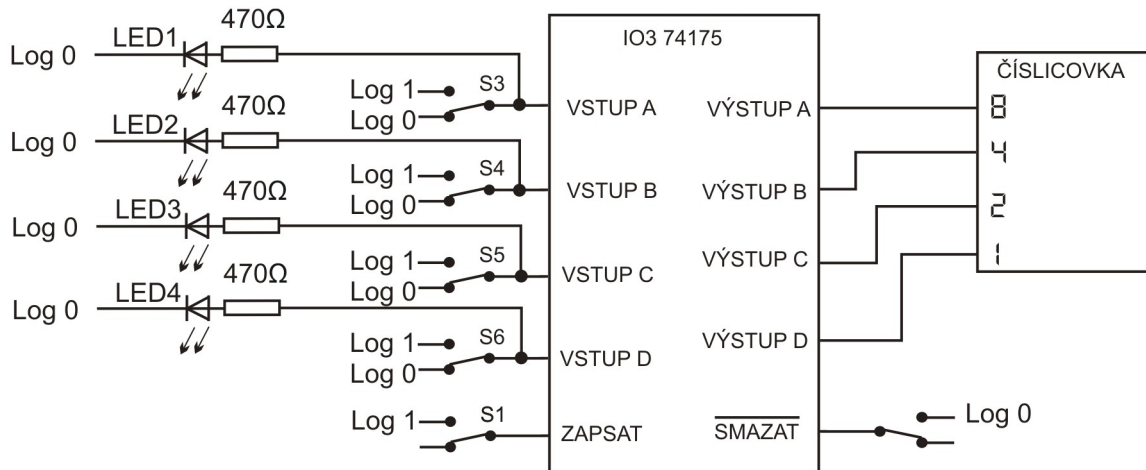 470Ω
Log 0
LED1
Log 1
Log 0
S3
470Ω
Log 0
LED2
Log 1
Log 0
S4
470Ω
Log 0
LED3
Log 1
Log 0
S5
470Ω
Log 0
LED4
Log 1
Log 0
S6
Log 1
S1
IO3 74175
VSTUP A
VSTUP B
VSTUP C
VSTUP D
ZAPSAT
VÝSTUP A
VÝSTUP B
VÝSTUP C
VÝSTUP D
SMAZAT
Log 0
ČÍSLICOVKA
8
4
2
1